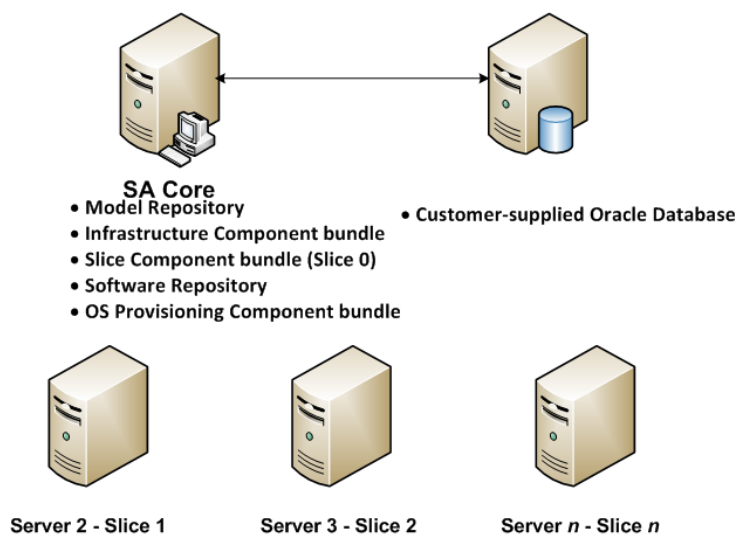 SA Core
• Model Repository
• Infrastructure Component bundle
• Slice Component bundle (Slice 0)
• Software Repository
• OS Provisioning Component bundle
• Customer-supplied Oracle Database
Server 2 - Slice 1
Server 3 - Slice 2
Server n - Slice n